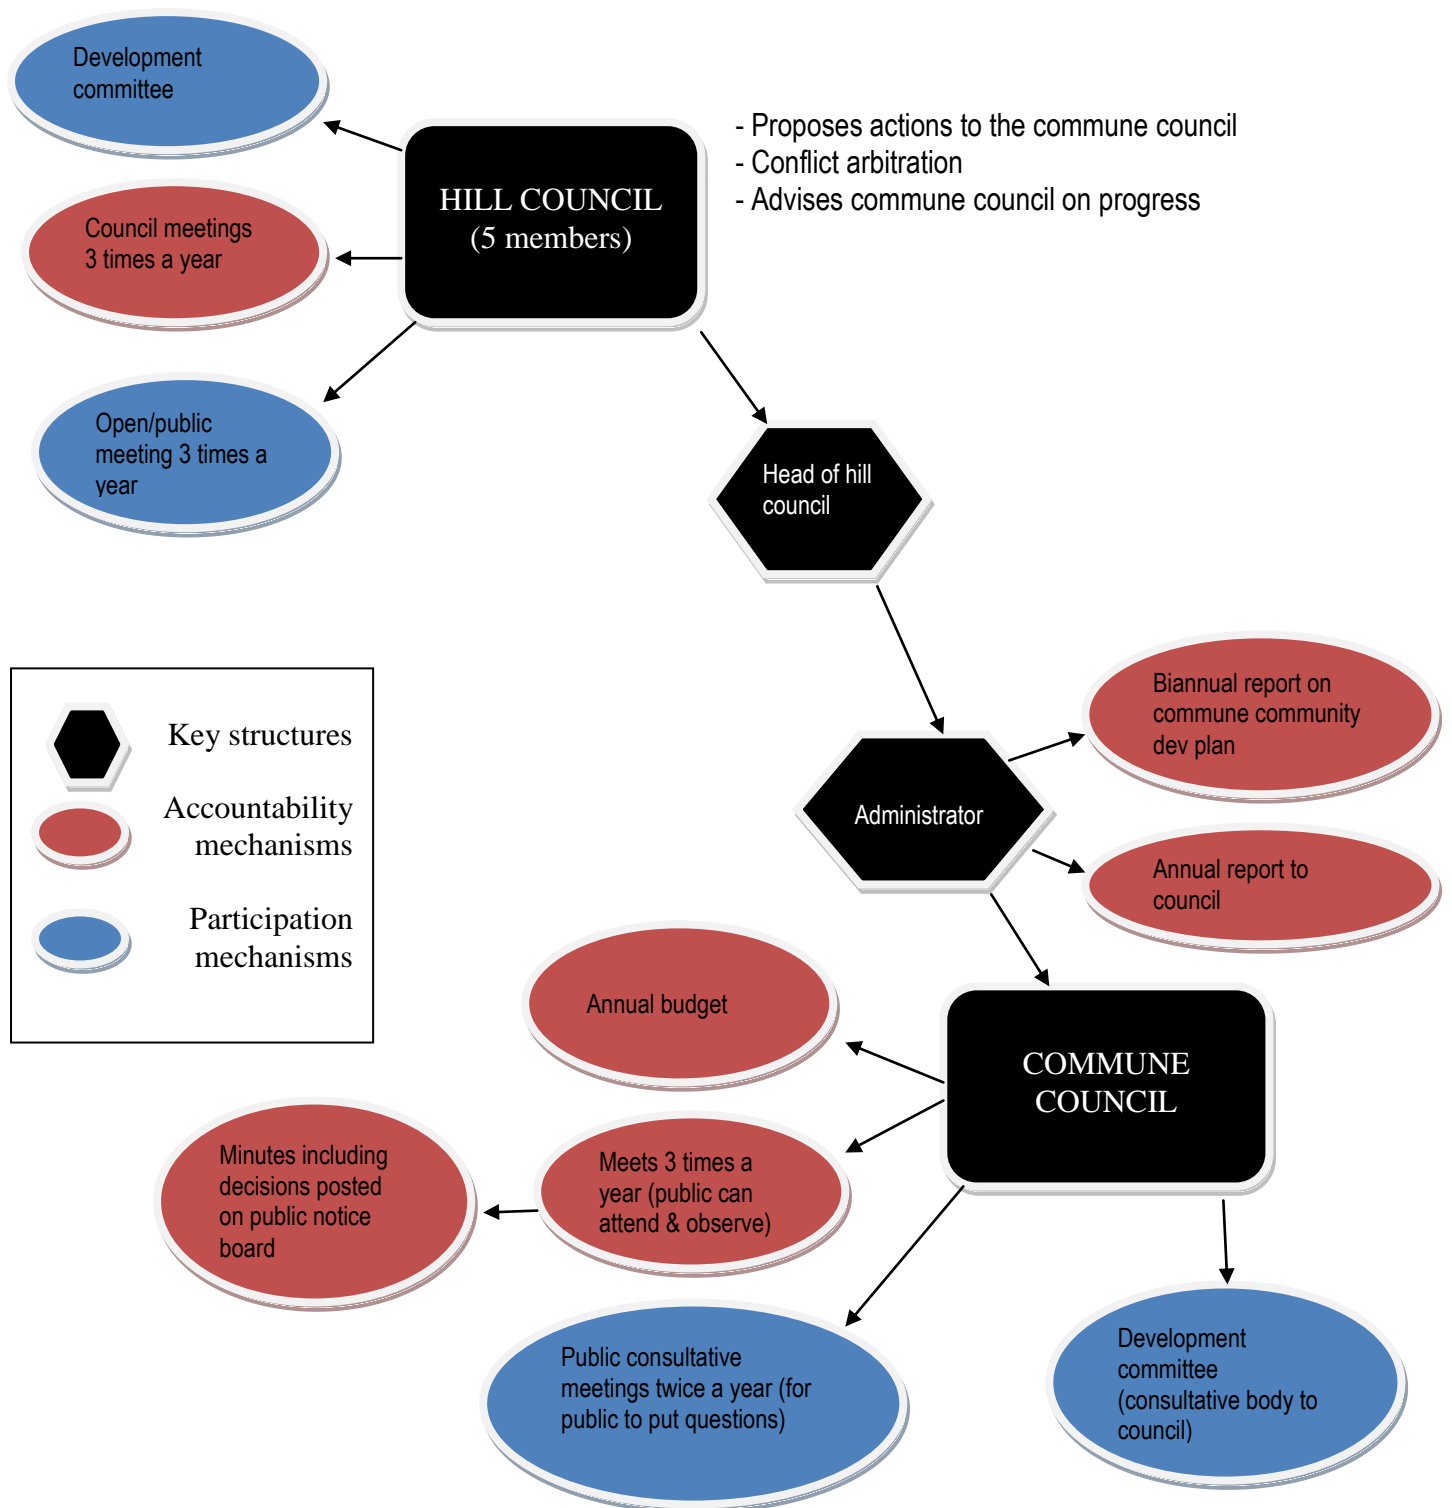 Development
committee
- Proposes actions to the commune council
- Conflict arbitration
- Advises commune council on progress
HILL COUNCIL
(5 members)
Council meetings
3 times a year
Open/public
meeting 3 times a
year
Head of hill
council
Key structures
Accountability
mechanisms
Participation
mechanisms
Biannual report on
commune community
dev plan
Administrator
Annual report to
council
Annual budget
COMMUNE
COUNCIL
Minutes including
decisions posted
on public notice
board
Meets 3 times a
year (public can
attend & observe)
Public consultative
meetings twice a year (for
public to put questions)
Development
committee
(consultative body to
council)